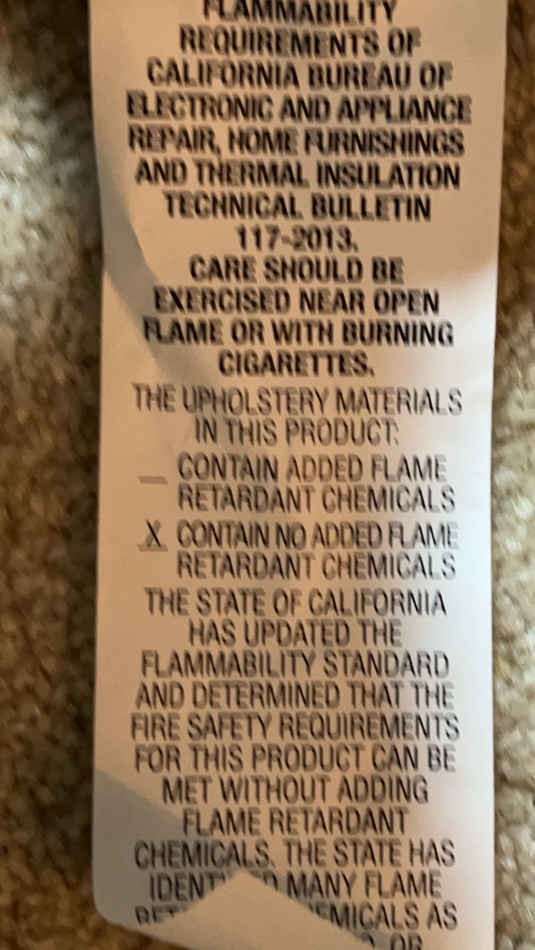 FLAMMABILITY
REQUIREMENTS OF
CALIFORNIA BUREAU OF
ELECTRONIC AND APPLIANCE
REPAIR, HOME FURNISHINGS
AND THERMAL INSULATION
TECHNICAL BULLETIN
117-2013.
CARE SHOULD BE
EXERCISED NEAR OPEN
FLAME OR WITH BURNING
CIGARETTES.
THE UPHOLSTERY MATERIALS
IN THIS PRODUCT:
_ CONTAIN ADDED FLAME
RETARDANT CHEMICALS
X CONTAIN NO ADDED FLAME
RETARDANT CHEMICALS
THE STATE OF CALIFORNIA
HAS UPDATED THE
FLAMMABILITY STANDARD
AND DETERMINED THAT THE
FIRE SAFETY REQUIREMENTS
FOR THIS PRODUCT CAN BE
MET WITHOUT ADDING
FLAME RETARDANT
CHEMICALS. THE STATE HAS
MANY FLAME
AS
OR